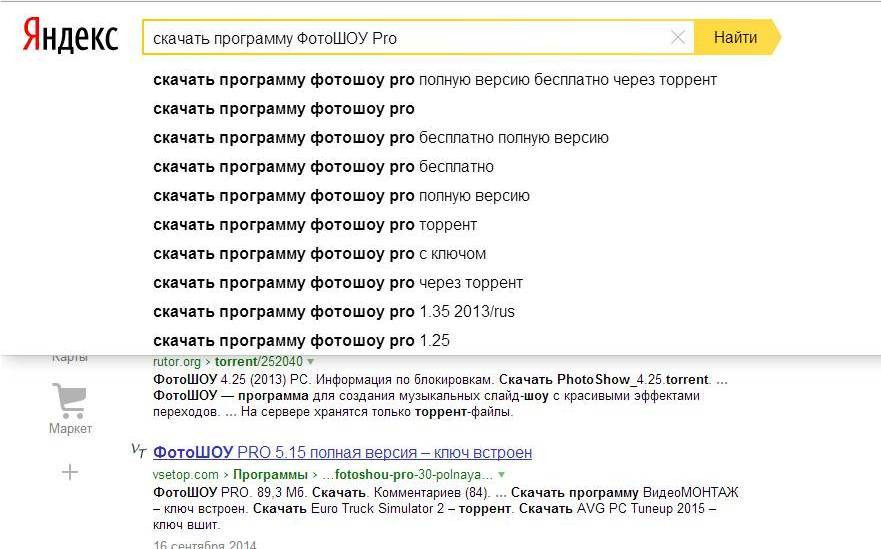 Яндекс
скачать программу ФотоШОУ Pro
Найти
скачать программу фотошоу pro полную версию бесплатно через торрент
скачать программу фотошоу pro
скачать программу фотошоу pro бесплатно полную версию
скачать программу фотошоу pro бесплатно
скачать программу фотошоу pro полную версию
скачать программу фотошоу pro торрент
скачать программу фотошоу pro с ключом
скачать программу фотошоу pro через торрент
скачать программу фотошоу pro 1.35 2013/rus
скачать программу фотошоу pro 1.25
Карты
rutor.org › torrent/252040
ФотоШОУ 4.25 (2013) PC. Информация по блокировкам. Скачать PhotoShow_4.25.torrent. ...
ФотоШОУ — программа для создания музыкальных слайд-шоу с красивыми эффектами
переходов. ... На сервере хранятся только торрент-файлы.
Маркет
VT ФотоШОУ PRO 5.15 полная версия – ключ встроен
vsetop.com › Программы › ...fotoshou-pro-30-polnaya...
ФотоШОУ PRO. 89,3 Мб. Скачать. Комментариев (84). ... Скачать программу ВидеоМОНТАЖ
– ключ встроен. Скачать Euro Truck Simulator 2 – торрент. Скачать AVG PC Tuneup 2015 –
ключ вшит.
16 сентября 2014